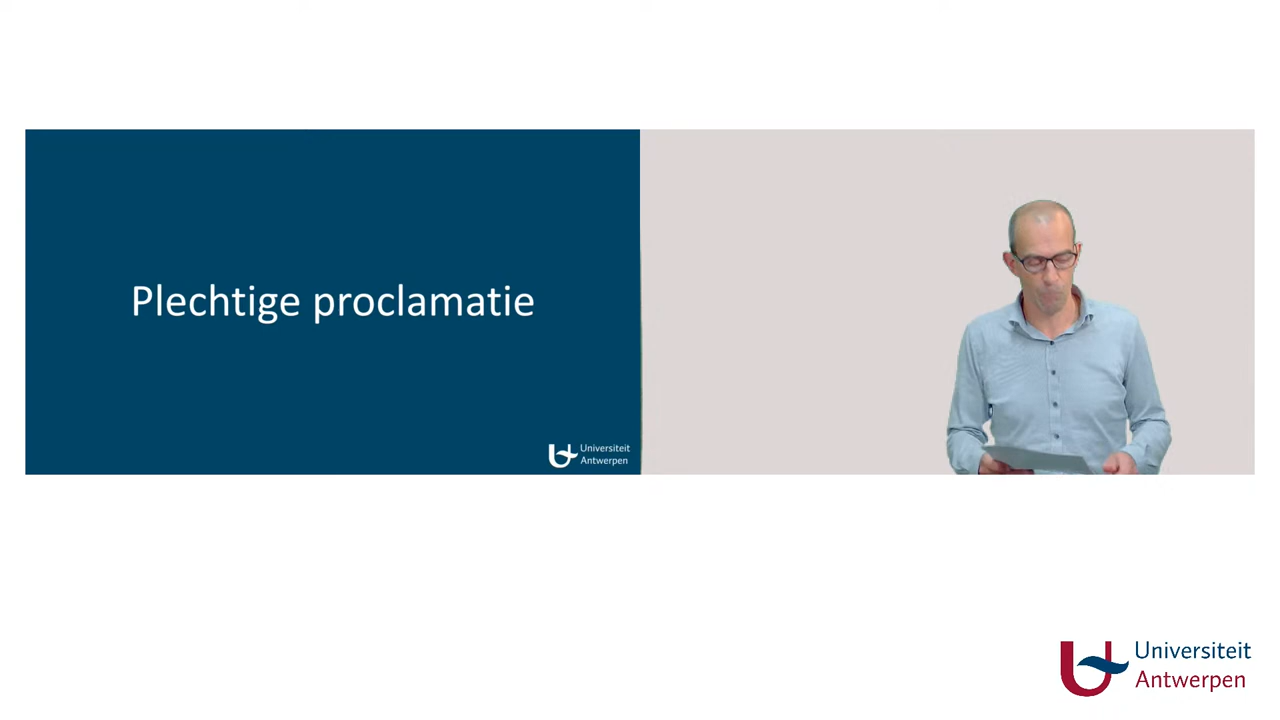 Plechtige proclamatie
Universiteit
Antwerpen
Universiteit
Antwerpen